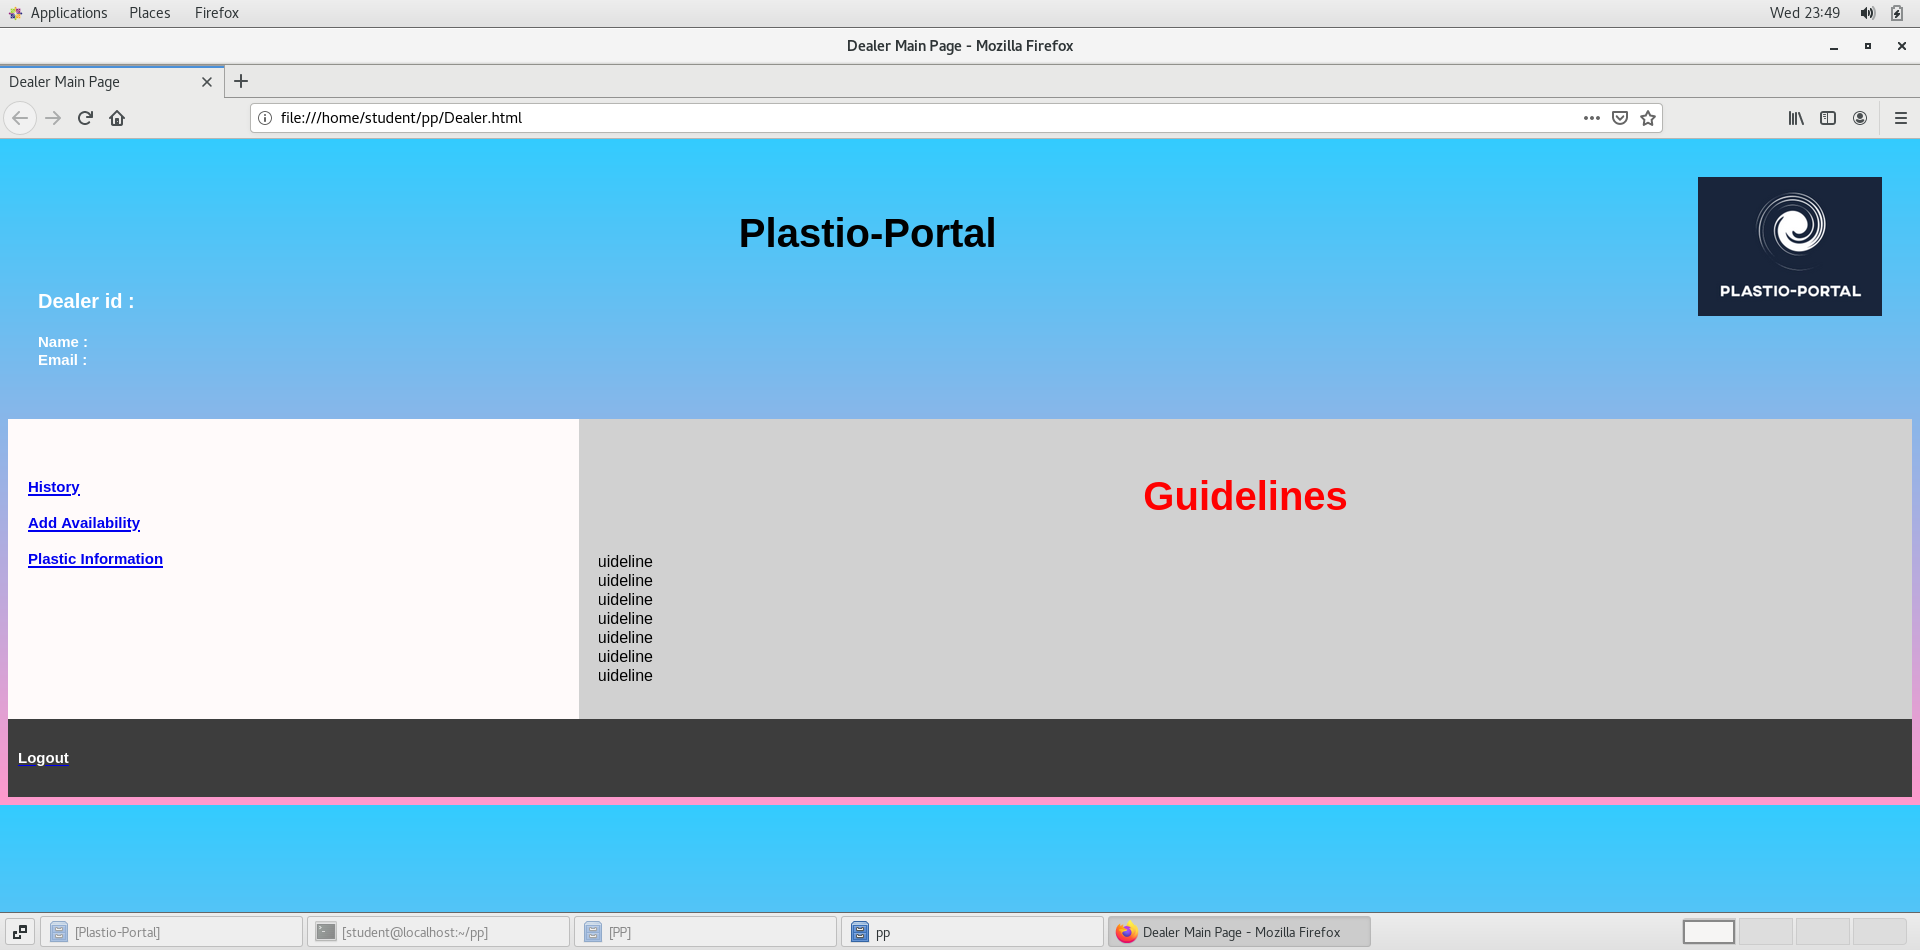 Applications Places Firefox Wed 23:49
Dealer Main Page - Mozilla Firefox
Dealer Main Page
file:///home/student/pp/Dealer.html
Plastio-Portal
PLASTIO-PORTAL
Dealer id :
Name :
Email :
History
Add Availability
Plastic Information
Guidelines
uideline
uideline
uideline
uideline
uideline
uideline
uideline
Logout
[Plastio-Portal] [student@localhost:~/pp] [PP] pp Dealer Main Page - Mozilla Firefox